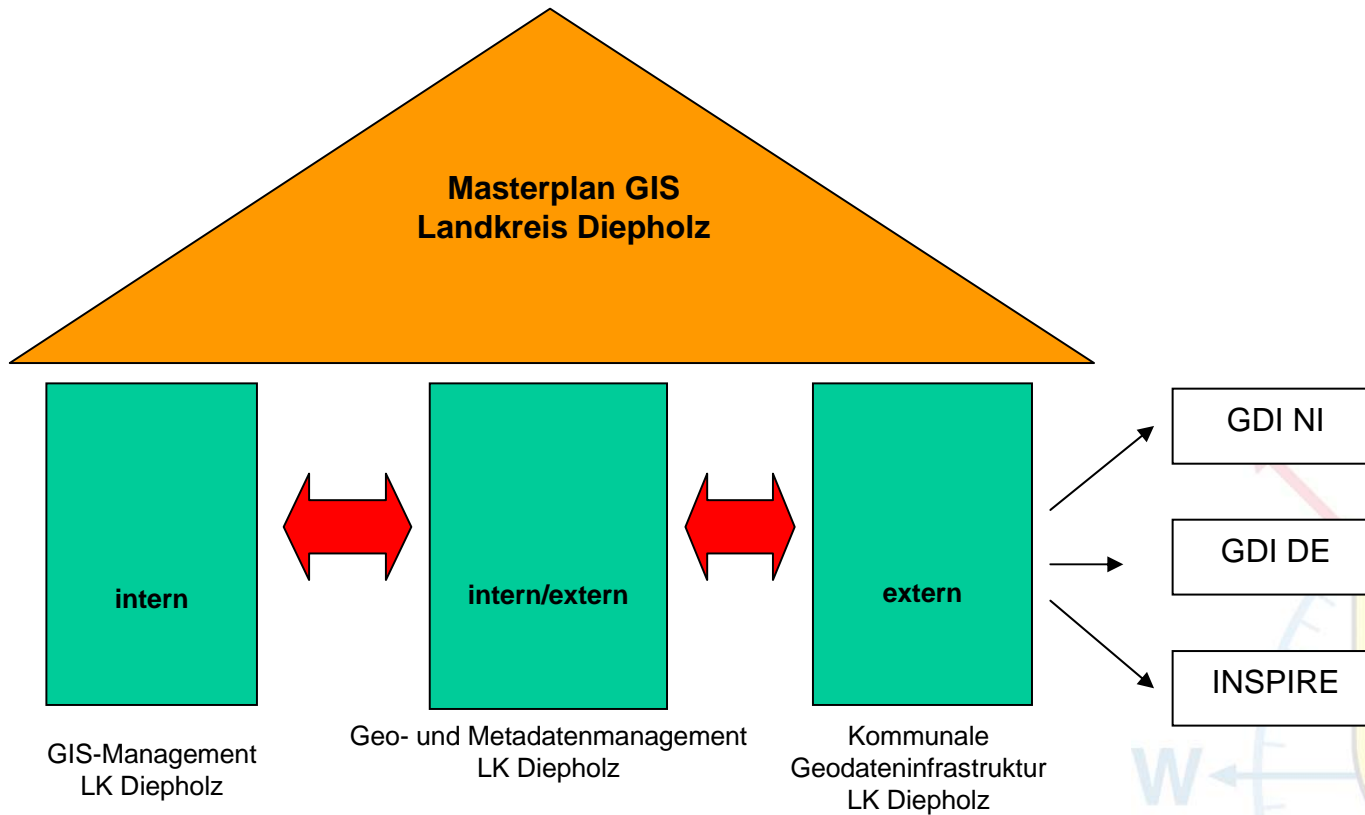 Masterplan GIS
Landkreis Diepholz
intern
intern/extern
extern
GDI NI
GDI DE
INSPIRE
GIS-Management
LK Diepholz
Geo- und Metadatenmanagement
LK Diepholz
Kommunale
Geodateninfrastruktur
LK Diepholz
W